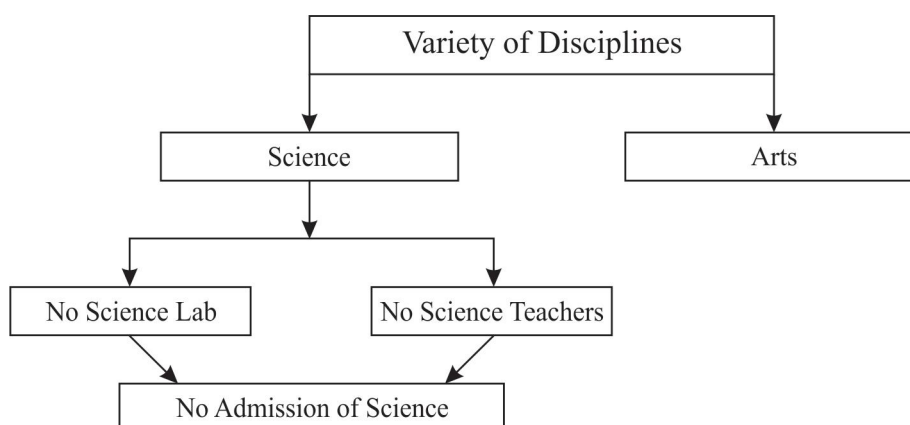 Variety of Disciplines
Science
Arts
No Science Lab
No Science Teachers
No Admission of Science